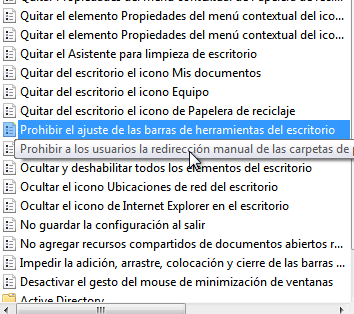 Quitar el elemento Propiedades del menú contextual del ico...
Quitar el Asistente para limpieza de escritorio
Quitar del escritorio el icono Mis documentos
Quitar del escritorio el icono Equipo
Quitar del escritorio el icono de Papelera de reciclaje
Prohibir el ajuste de las barras de herramientas del escritorio
Prohibir a los usuarios la redirección manual de las carpetas de
Ocultar y deshabilitar todos los elementos del escritorio
Ocultar el icono Ubicaciones de red del escritorio
Ocultar el icono de Internet Explorer en el escritorio
No guardar la configuración al salir
No agregar recursos compartidos de documentos abiertos r...
Impedir la adición, arrastre, colocación y cierre de las barras ...
Desactivar el gesto del mouse de minimización de ventanas
Active Directory